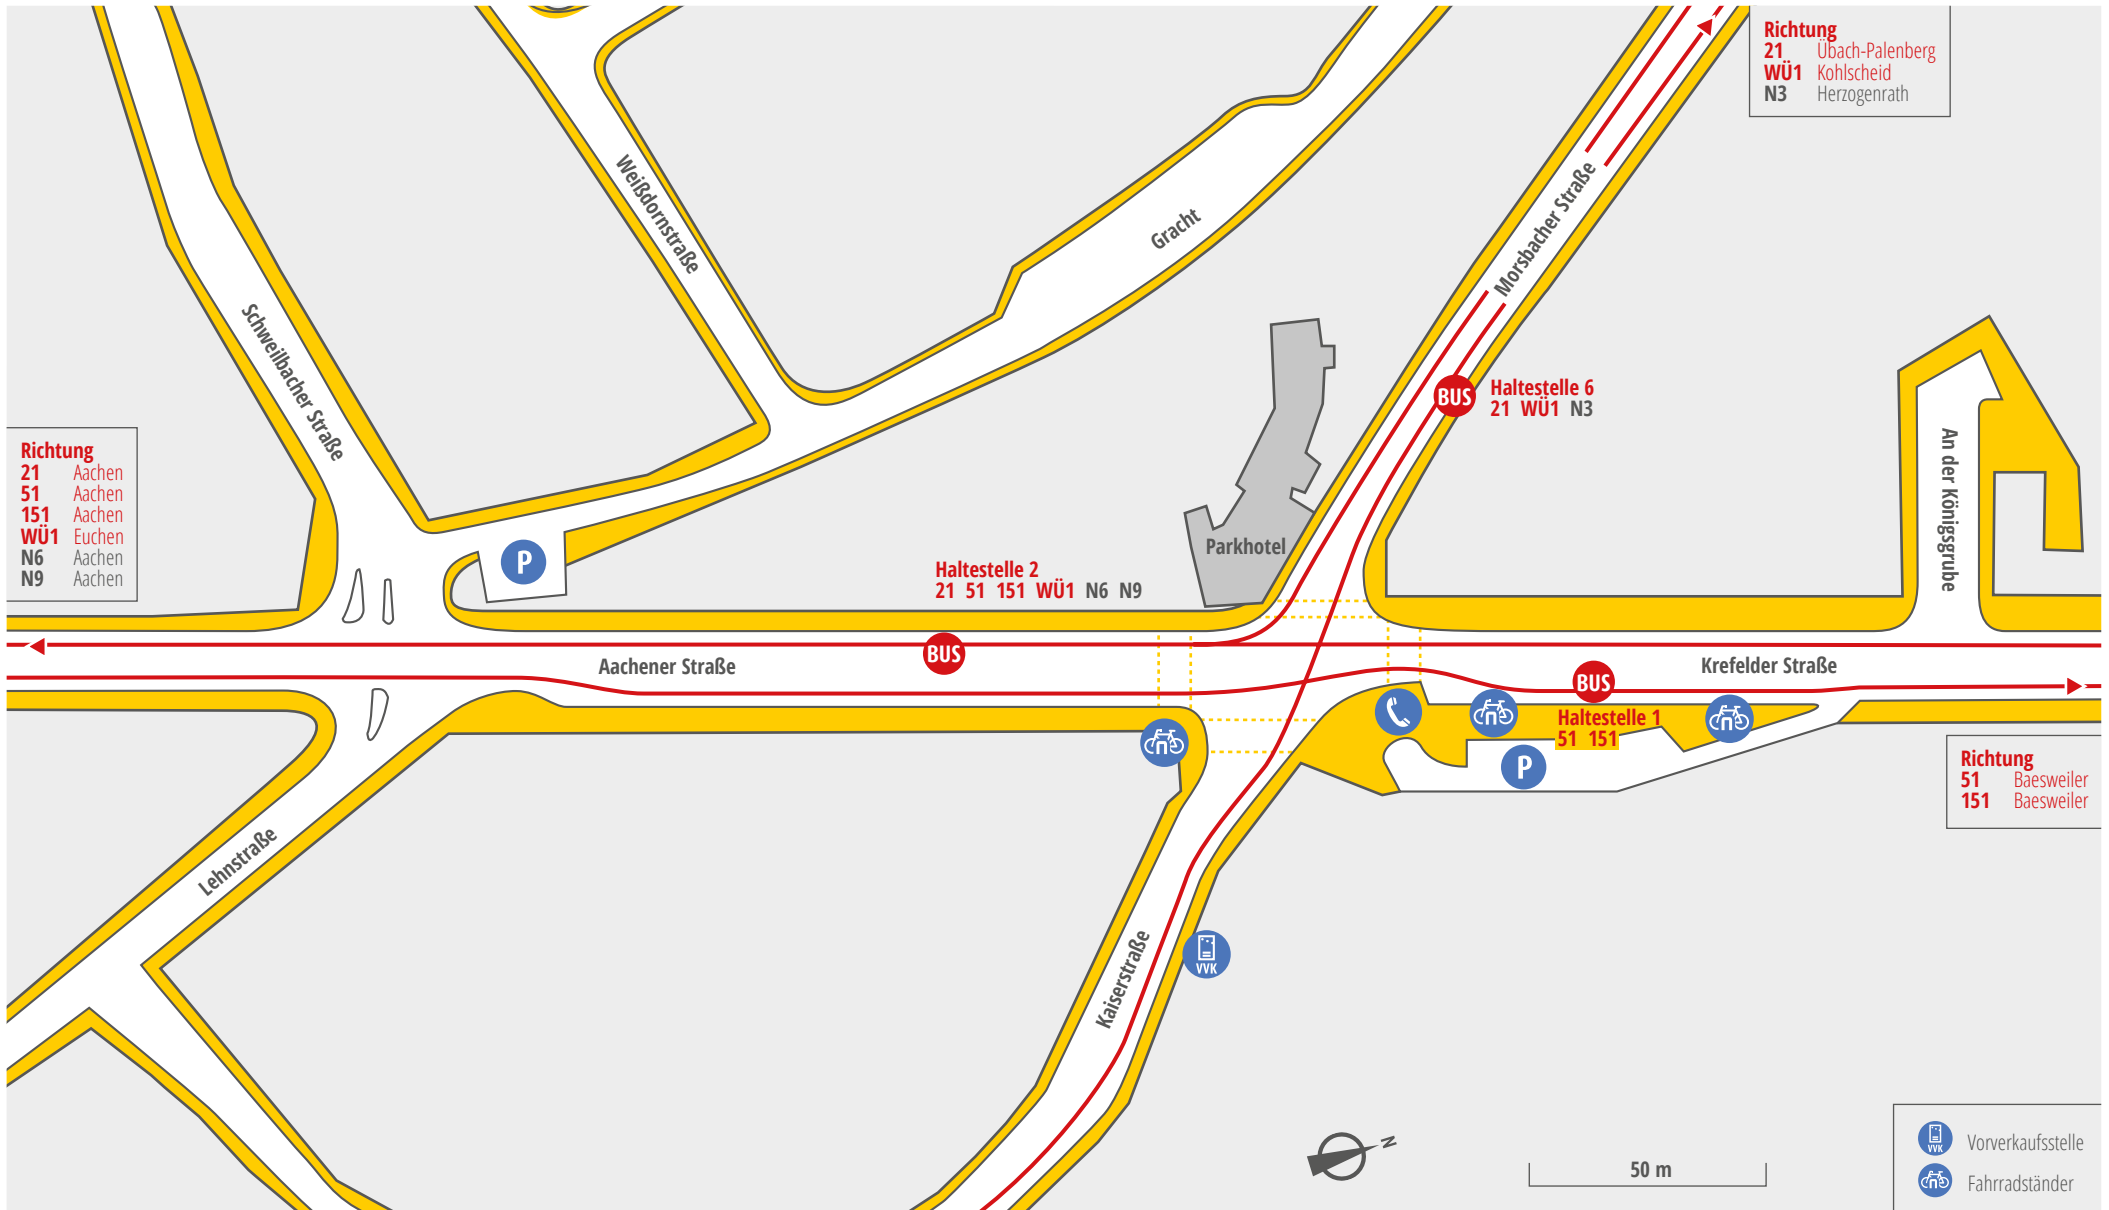 Richtung
21 Übach-Palenberg
WÜ1 Kohlscheid
N3 Herzogenrath
Weißdornstraße
Gracht
Morsbacher Straße
Schweilbacher Straße
Haltestelle 6
21 WÜ1 N3
BUS
An der Königsgrube
Richtung
21 Aachen
51 Aachen
151 Aachen
WÜ1 Euchen
N6 Aachen
N9 Aachen
P
Parkhotel
Haltestelle 2
21 51 151 WÜ1 N6 N9
BUS
Aachener Straße
Krefelder Straße
BUS
Haltestelle 1
51 151
P
Richtung
51 Baesweiler
151 Baesweiler
Lehnstraße
Kaiserstraße
VVK
N
50 m
VVK Vorverkaufsstelle
Fahrradständer